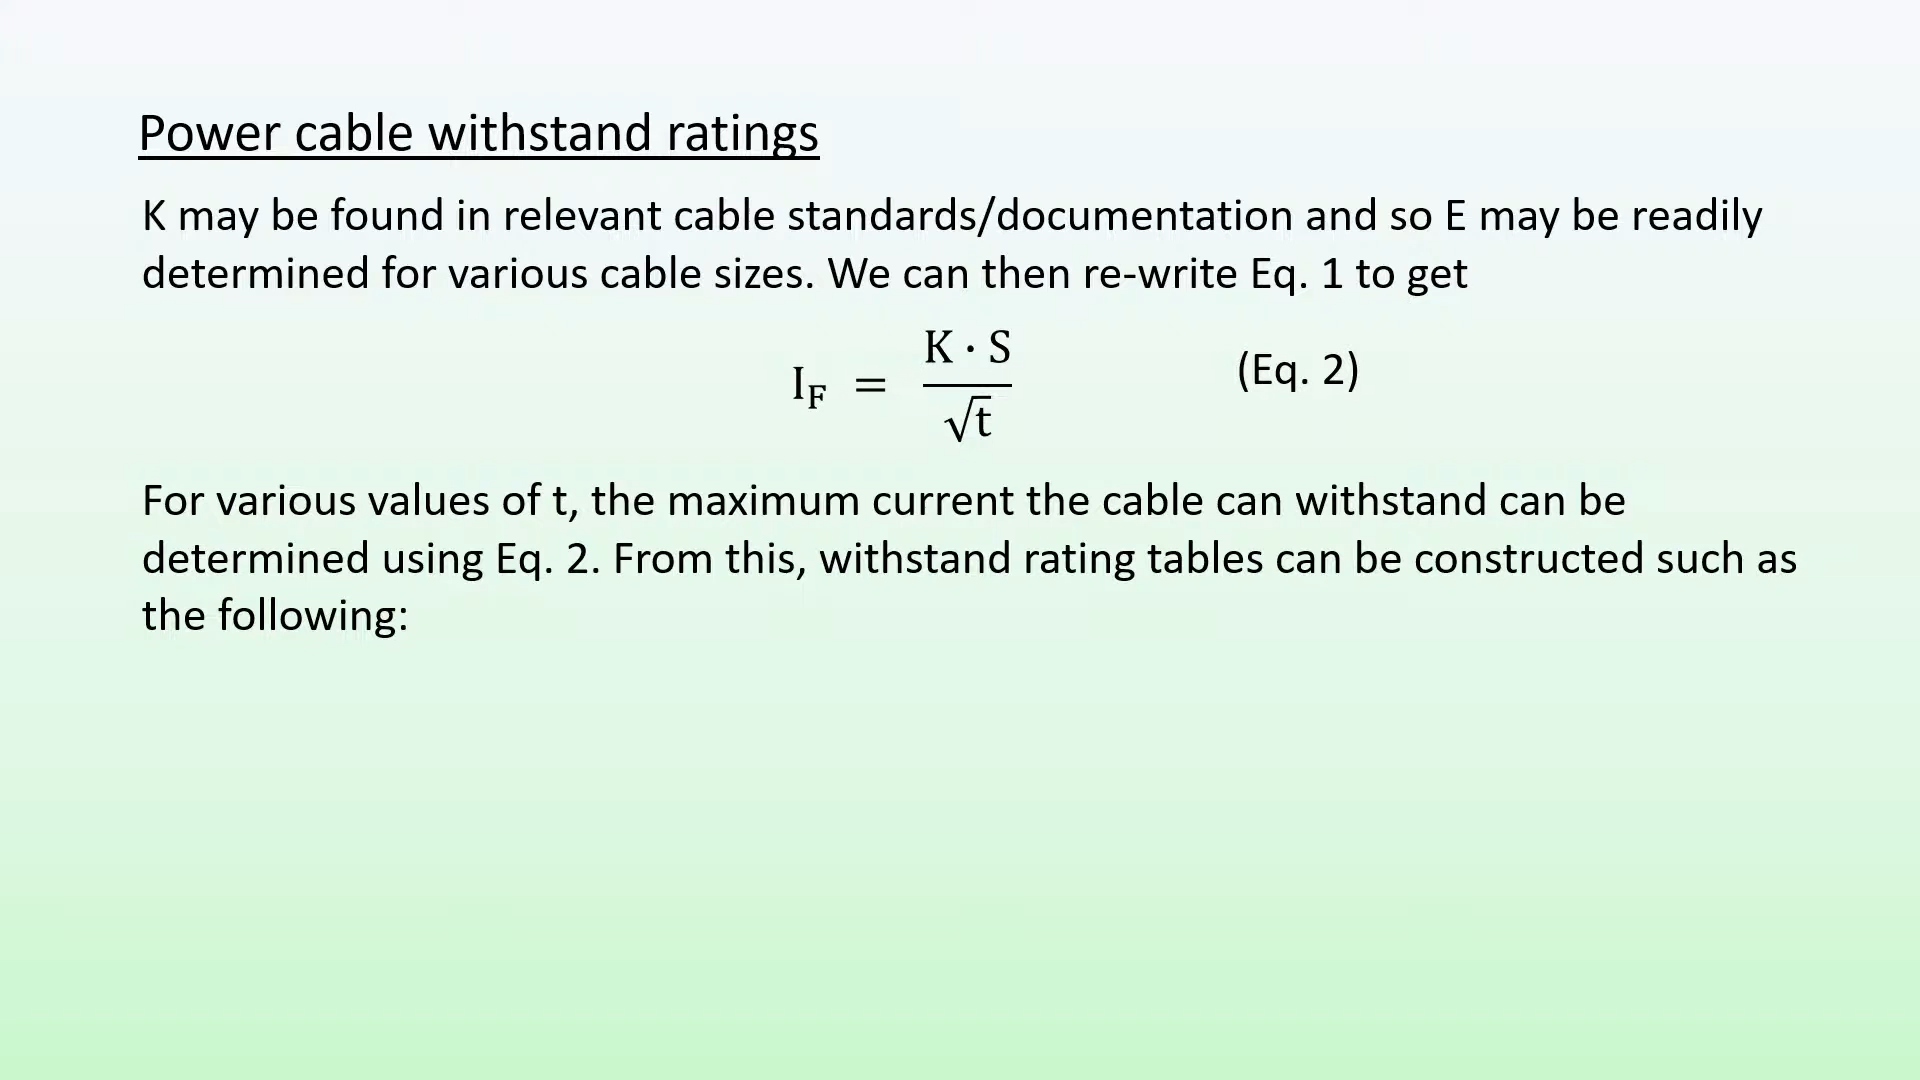 Power cable withstand ratings
K may be found in relevant cable standards/documentation and so E may be readily
determined for various cable sizes. We can then re-write Eq. 1 to get
I_F = K · S / √t (Eq. 2)
For various values of t, the maximum current the cable can withstand can be
determined using Eq. 2. From this, withstand rating tables can be constructed such as
the following: